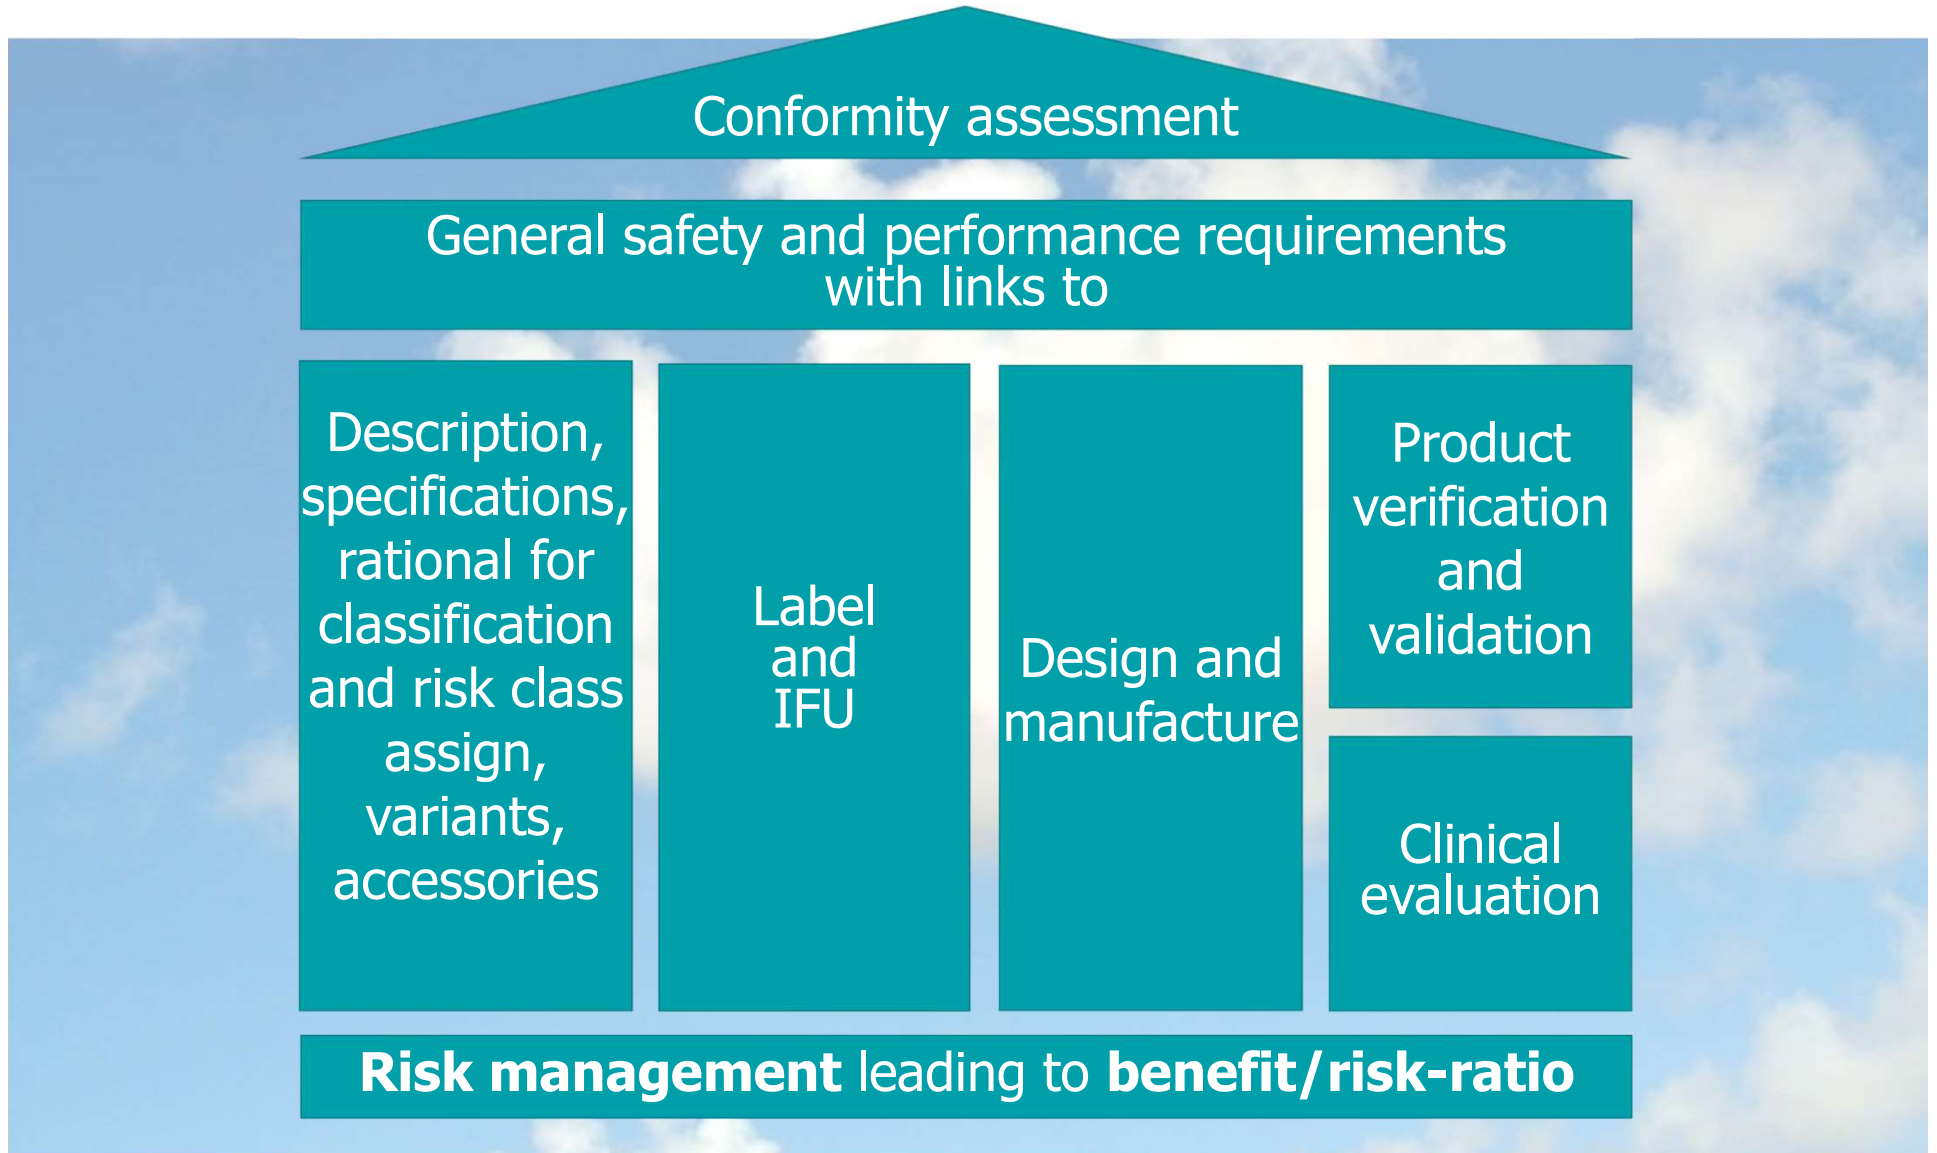 Conformity assessment
General safety and performance requirements
with links to
Description,
specifications,
rational for
classification
and risk class
assign,
variants,
accessories
Label
and
IFU
Design and
manufacture
Product
verification
and
validation
Clinical
evaluation
Risk management leading to benefit/risk-ratio